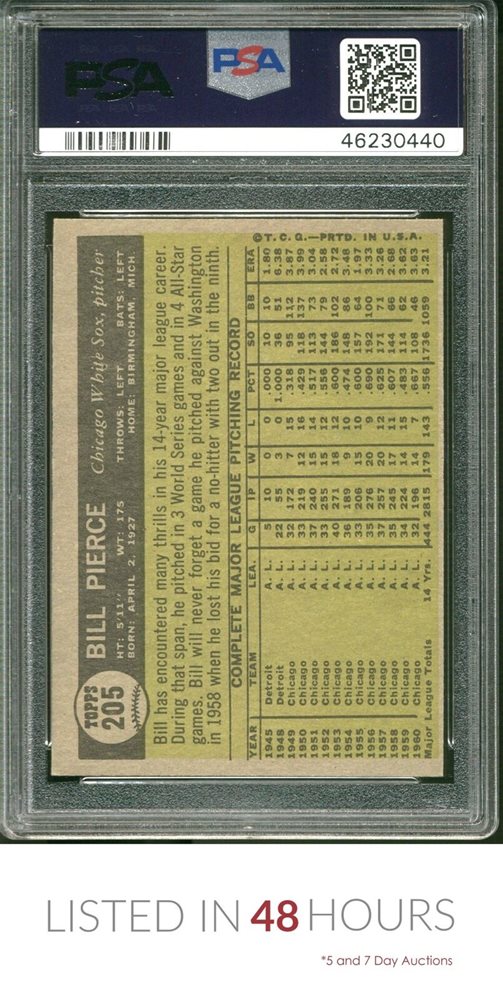 PSA
PSA
46230440
TOPPS
205
BILL PIERCE Chicago White Sox, pitcher
HT: 5'11" WT: 175 THROWS: LEFT BATS: LEFT
BORN: APRIL 2, 1927 HOME: BIRMINGHAM, MICH.
Bill has encountered many thrills in his 14-year major league career.
During that span, he pitched in 3 World Series games and in 4 All-Star
games. Bill will never forget a game he pitched against Washington
in 1958 when he lost his bid for a no-hitter with two out in the ninth.
COMPLETE MAJOR LEAGUE PITCHING RECORD
YEAR TEAM LEA. G IP W L PCT SO BB ERA
1945 Detroit A. L. 5 10 0 0 .000 10 10 1.80
1948 Detroit A. L. 22 55 3 0 1.000 36 51 6.38
1949 Chicago A. L. 32 172 7 15 .318 95 112 3.87
1950 Chicago A. L. 33 219 12 16 .429 118 137 3.99
1951 Chicago A. L. 37 240 15 14 .517 113 73 3.04
1952 Chicago A. L. 33 255 15 12 .555 144 79 2.58
1953 Chicago A. L. 40 271 18 12 .600 186 102 2.72
1954 Chicago A. L. 36 189 9 10 .474 148 86 3.48
1955 Chicago A. L. 33 206 15 10 .600 157 64 1.97
1956 Chicago A. L. 35 276 20 9 .690 192 100 3.33
1957 Chicago A. L. 37 257 20 12 .625 171 71 3.26
1958 Chicago A. L. 35 245 17 11 .607 144 66 2.68
1959 Chicago A. L. 34 224 14 15 .483 114 62 3.62
1960 Chicago A. L. 32 196 14 7 .667 108 46 3.63
Major League Totals 14 Yrs. 444 2815 179 143 .556 1736 1059 3.21
©T. C. G.—PRTD. IN U.S.A.
LISTED IN 48 HOURS
*5 and 7 Day Auctions